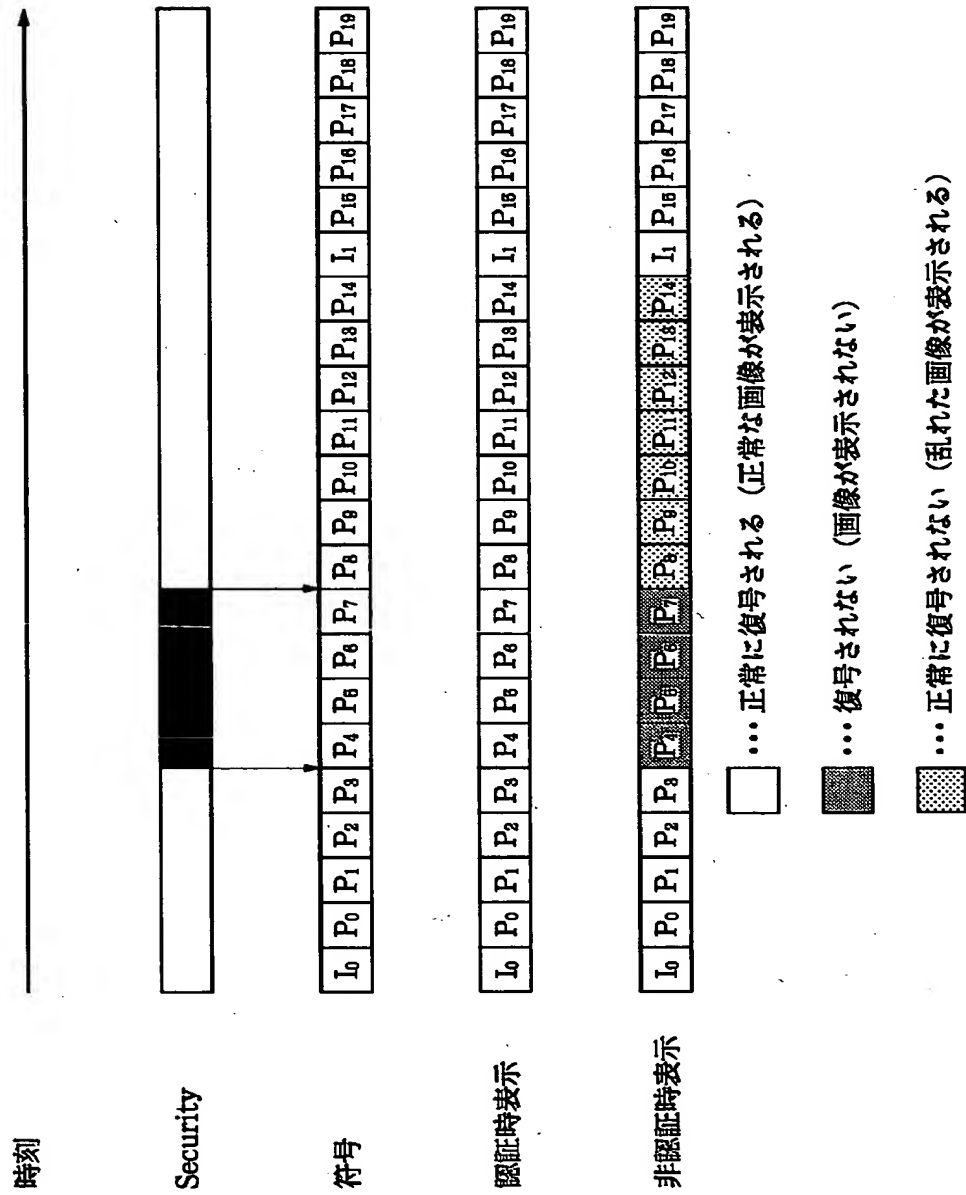 時刻
Security
符号
I0 P0 P1 P2 P3 P4 P5 P6 P7 P8 P9 P10 P11 P12 P13 P14 I1 P15 P16 P17 P18 P19
認証時表示
I0 P0 P1 P2 P3 P4 P5 P6 P7 P8 P9 P10 P11 P12 P13 P14 I1 P15 P16 P17 P18 P19
非認証時表示
I0 P0 P1 P2 P3 P4 P5 P6 P7 P8 P9 P10 P11 P12 P13 P14 I1 P15 P16 P17 P18 P19
…正常に復号される (正常な画像が表示される)
…復号されない (画像が表示されない)
…正常に復号されない (乱れた画像が表示される)